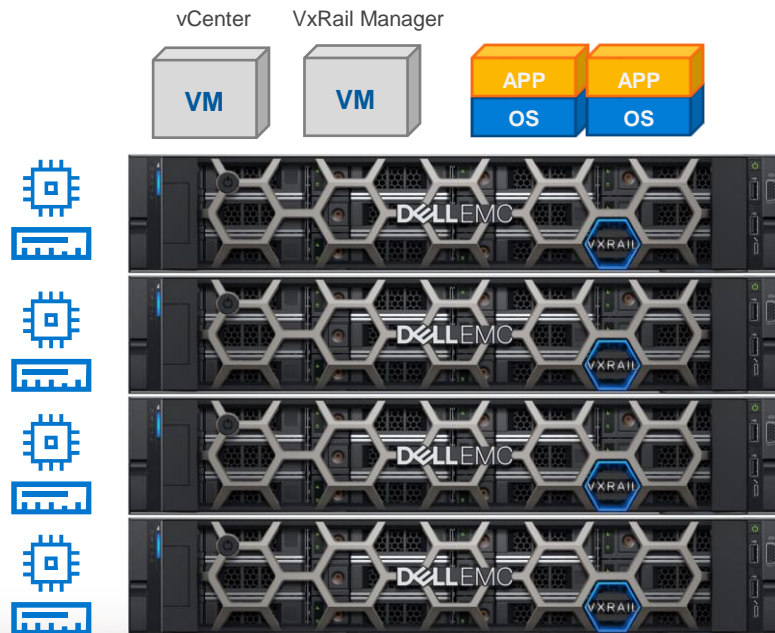 vCenter VxRail Manager
VM VM APP APP
OS OS
DELLEMC
VXRAIL
DELLEMC
VXRAIL
DELLEMC
VXRAIL
DELLEMC
VXRAIL